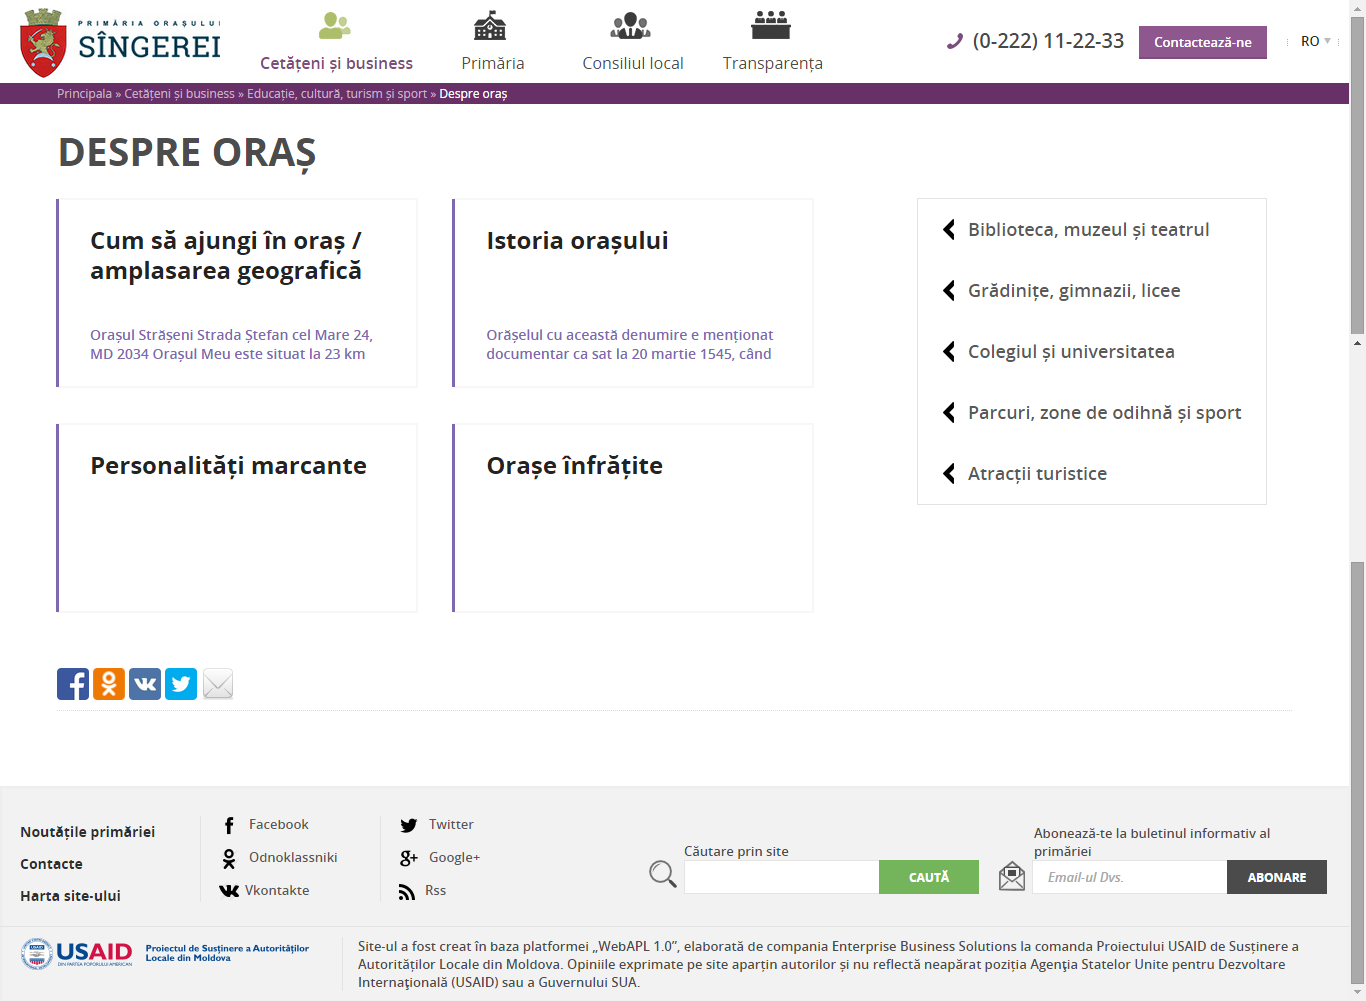 PRIMĂRIA ORAȘULUI
SÎNGEREI
Cetățeni și business
Primăria
Consiliul local
Transparența
(0-222) 11-22-33
Contactează-ne
RO
Principala » Cetățeni și business » Educație, cultură, turism și sport » Despre oraș
DESPRE ORAȘ
Cum să ajungi în oraș /
amplasarea geografică
Orașul Strășeni Strada Ștefan cel Mare 24,
MD 2034 Orașul Meu este situat la 23 km
Istoria orașului
Orășelul cu această denumire e menționat
documentar ca sat la 20 martie 1545, când
Personalități marcante
Orașe înfrățite
Biblioteca, muzeul și teatrul
Grădinițe, gimnazii, licee
Colegiul și universitatea
Parcuri, zone de odihnă și sport
Atracții turistice
Noutățile primăriei
Contacte
Harta site-ului
Facebook
Odnoklassniki
Vkontakte
Twitter
Google+
Rss
Căutare prin site
CAUTĂ
Abonează-te la buletinul informativ al
primăriei
Email-ul Dvs.
ABONARE
USAID
DIN PARTEA POPORULUI AMERICAN
Proiectul de Susținere a Autorităților
Locale din Moldova
Site-ul a fost creat în baza platformei „WebAPL 1.0”, elaborată de compania Enterprise Business Solutions la comanda Proiectului USAID de Susținere a
Autorităților Locale din Moldova. Opiniile exprimate pe site aparțin autorilor și nu reflectă neapărat poziția Agenția Statelor Unite pentru Dezvoltare
Internaţională (USAID) sau a Guvernului SUA.